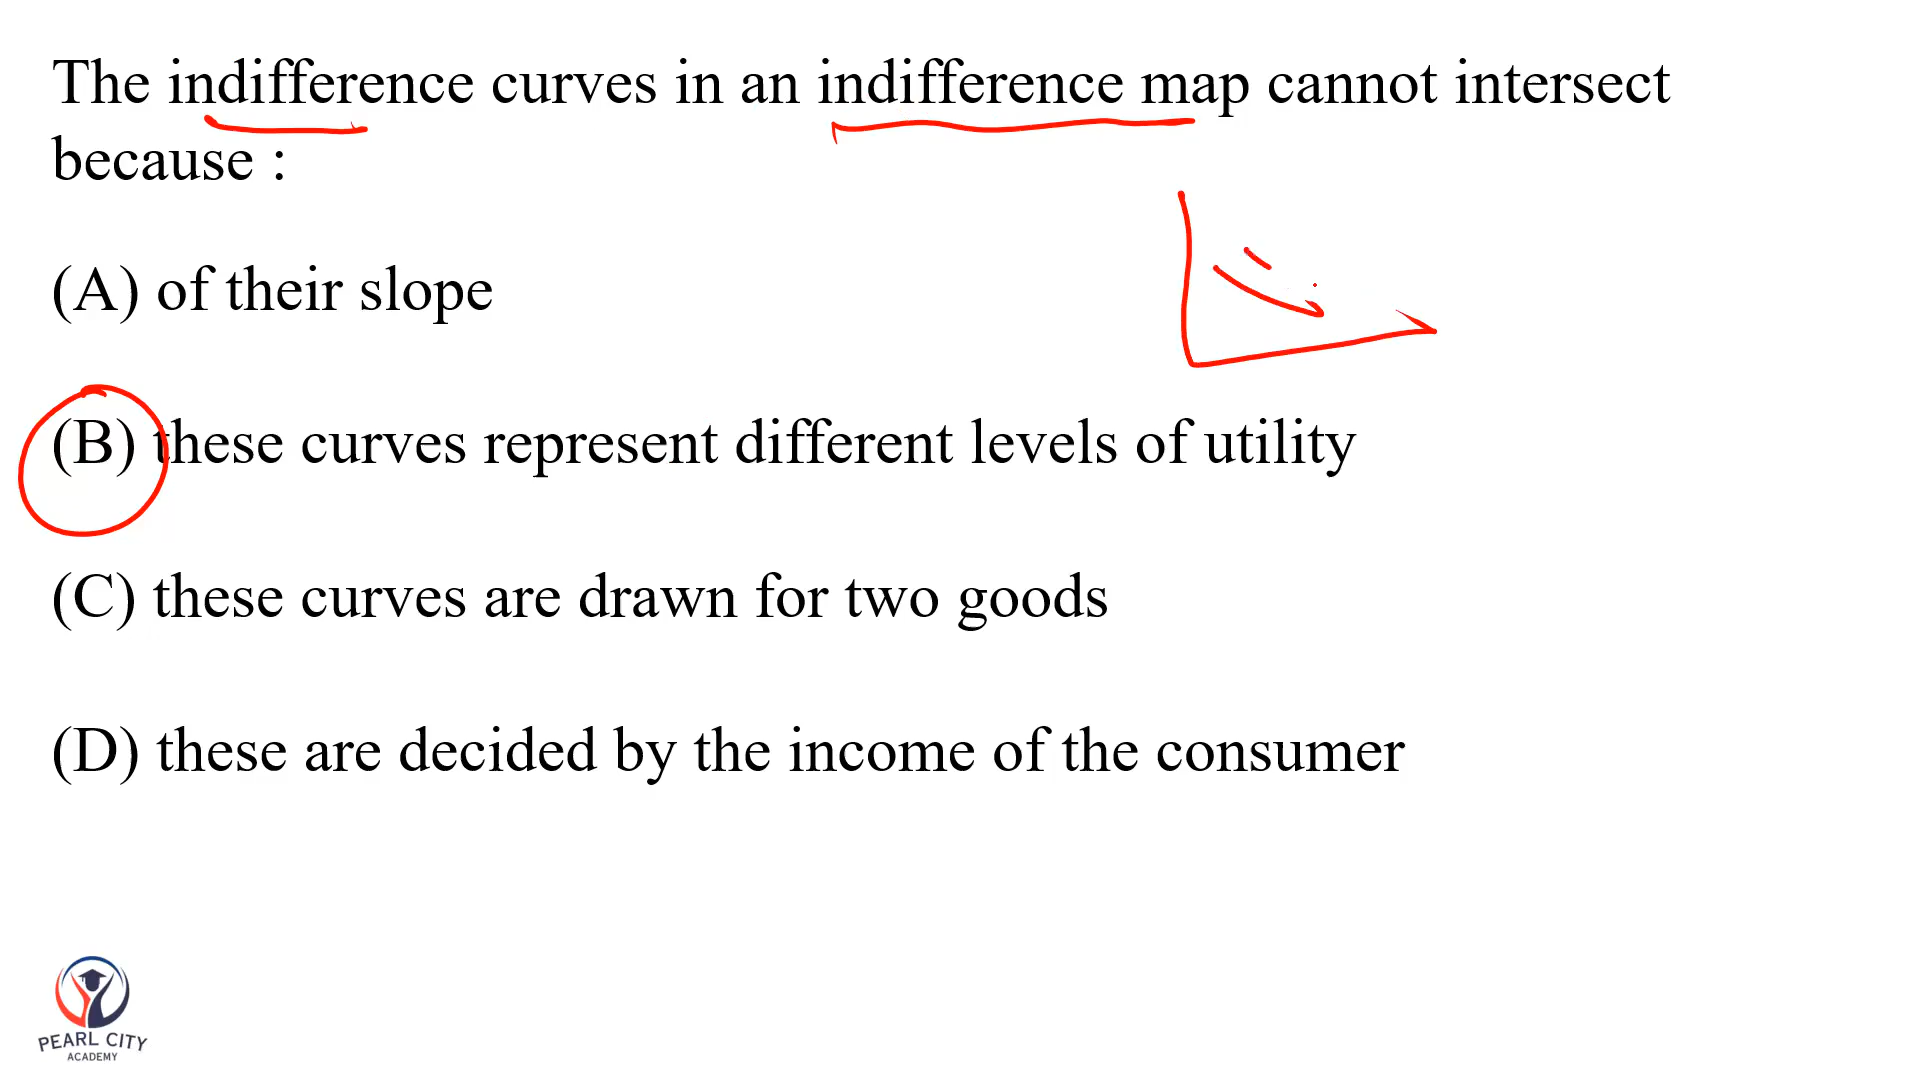 The indifference curves in an indifference map cannot intersect
because :
(A) of their slope
(B) these curves represent different levels of utility
(C) these curves are drawn for two goods
(D) these are decided by the income of the consumer
PEARL CITY
ACADEMY